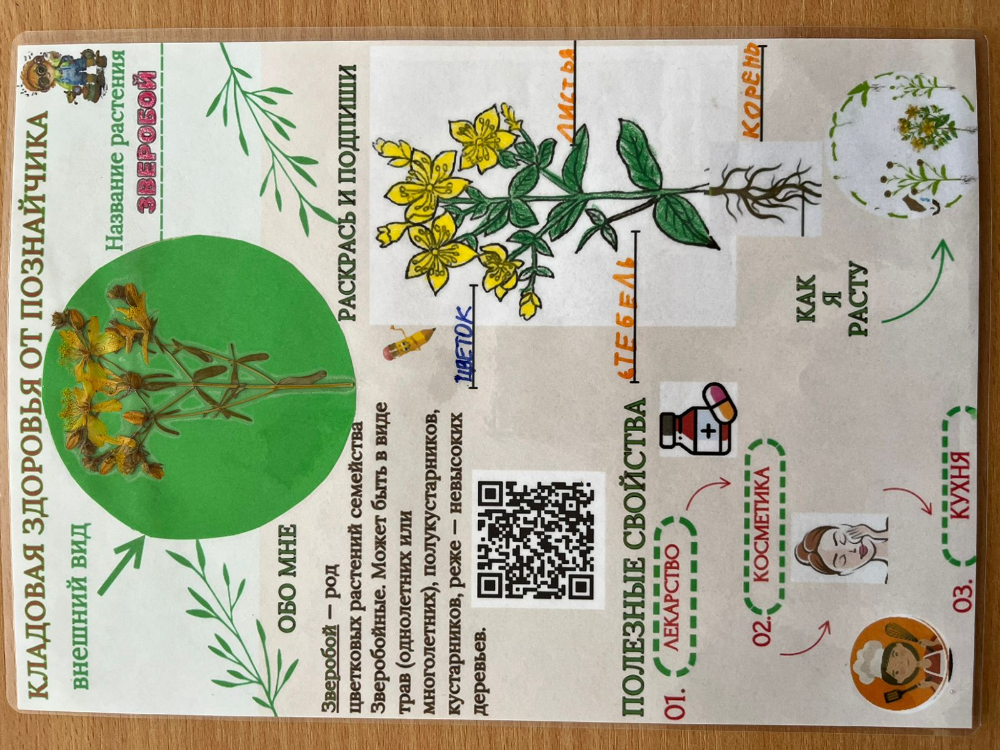 КЛАДОВАЯ ЗДОРОВЬЯ ОТ ПОЗНАЙЧИКА
ВНЕШНИЙ ВИД
Название растения
ЗВЕРОБОЙ
ОБО МНЕ
Зверобой – род
цветковых растений семейства
Зверобойные. Может быть в виде
трав (однолетних или
многолетних), полукустарников,
кустарников, реже – невысоких
деревьев.
РАСКРАСЬ И ПОДПИШИ
ЦВЕТОК
ЛИСТЬЯ
СТЕБЕЛЬ
КОРЕНЬ
ПОЛЕЗНЫЕ СВОЙСТВА
01. ЛЕКАРСТВО
02. КОСМЕТИКА
03. КУХНЯ
КАК
Я
РАСТУ